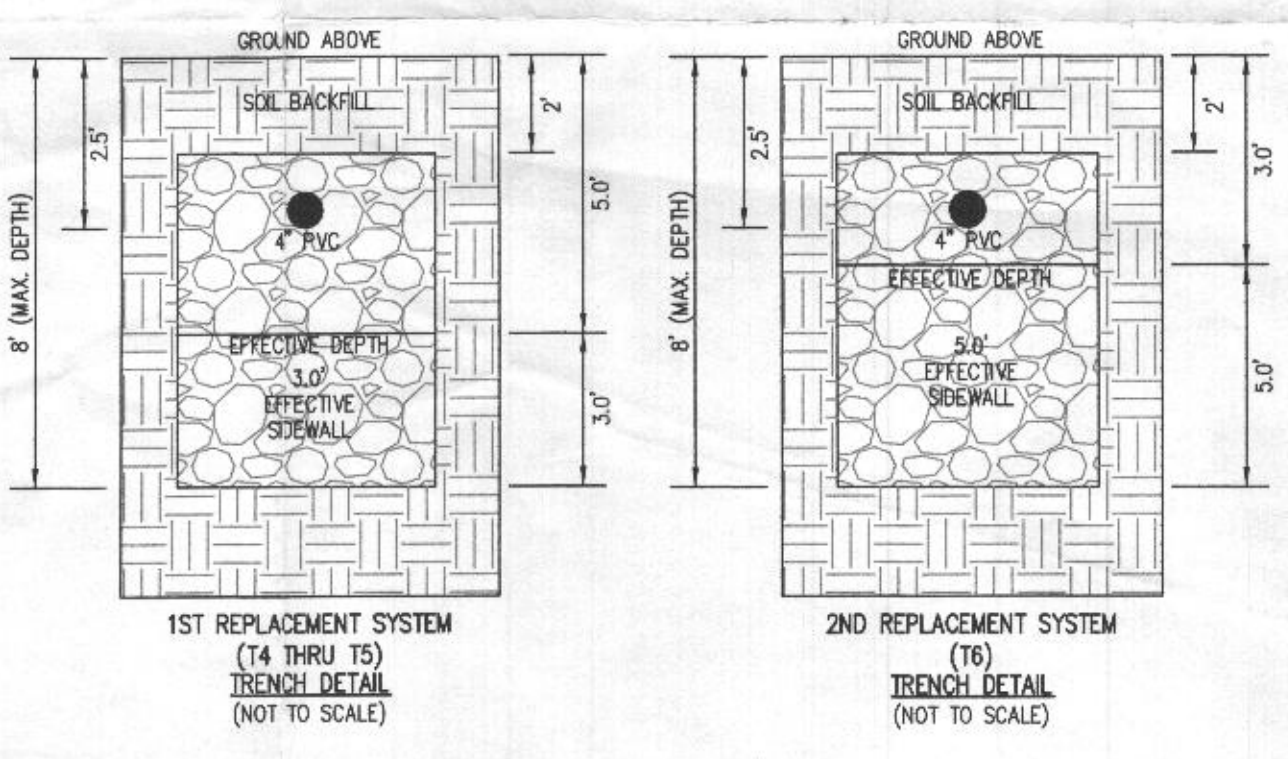 GROUND ABOVE
SOIL BACKFILL
2.5'
2'
8' (MAX. DEPTH)
5.0'
4" PVC
EFFECTIVE DEPTH
3.0'
EFFECTIVE
SIDEWALL
3.0'
1ST REPLACEMENT SYSTEM
(T4 THRU T5)
TRENCH DETAIL
(NOT TO SCALE)
GROUND ABOVE
SOIL BACKFILL
2.5'
2'
8' (MAX. DEPTH)
3.0'
4" PVC
EFFECTIVE DEPTH
5.0'
EFFECTIVE
SIDEWALL
5.0'
2ND REPLACEMENT SYSTEM
(T6)
TRENCH DETAIL
(NOT TO SCALE)